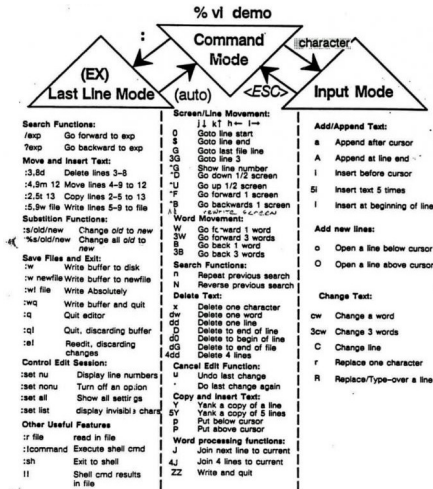 % vi demo
:
Command
Mode
character
(EX)
Last Line Mode
(auto)
<ESC>
Input Mode
Search Functions:
/exp Go forward to exp
?exp Go backward to exp
Move and Insert Text:
:3,8d Delete lines 3-8
:4,9m 12 Move lines 4-9 to 12
:2,5t 13 Copy lines 2-5 to 13
:5,9w file Write lines 5-9 to file
Substition Functions:
:s/old/new Change old to new
:%s/old/new Change all old to
new
Save Files and Exit:
:w Write buffer to disk
:w newfile Write buffer to newfile
:w! file Write Absolutely
:wq Write buffer and quit
:q Quit editor
:q! Quit, discarding buffer
:e! Reedit, discarding
changes
Control Edit Session:
:set nu Display line numbers
:set nonu Turn off an option
:set all Show all settings
:set list display invisible chars
Other Useful Features
:r file read in file
:!command Execute shell cmd
:sh Exit to shell
!! Shell cmd results
in file
Screen/Line Movement:
j↓ k↑ h← l→
0 Goto line start
$ Goto line end
G Goto last file line
3G Goto line 3
^G Show line number
^D Go down 1/2 screen
^U Go up 1/2 screen
^F Go forward 1 screen
^B Go backwards 1 screen
REWRITE SCREEN
Word Movement:
W Go forward 1 word
3W Go forward 3 words
B Go back 1 word
3B Go back 3 words
Search Functions:
n Repeat previous search
N Reverse previous search
Delete Text:
x Delete one character
dw Delete one word
dd Delete one line
D Delete to end of line
d0 Delete to begin of line
dG Delete to end of file
4dd Delete 4 lines
Cancel Edit Function:
u Undo last change
. Do last change again
Copy and Insert Text:
Y Yank a copy of a line
5Y Yank a copy of 5 lines
p Put below cursor
P Put above cursor
Word processing functions:
J Join next line to current
4J Join 4 lines to current
ZZ Write and quit
Add/Append Text:
a Append after cursor
A Append at line end
i Insert before cursor
5i Insert text 5 times
I Insert at beginning of line
Add new lines:
o Open a line below cursor
O Open a line above cursor
Change Text:
cw Change a word
3cw Change 3 words
C Change line
r Replace one character
R Replace/Type-over a line